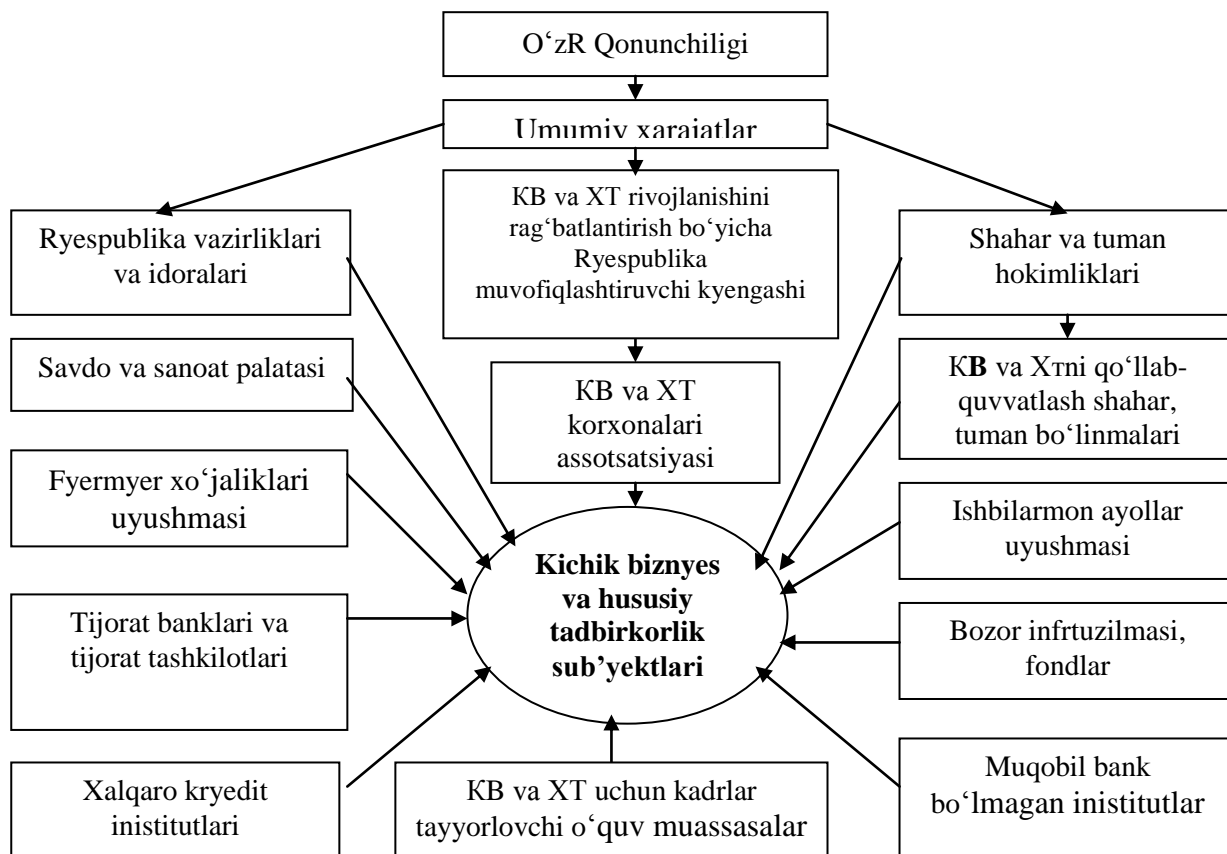 O‘zR Qonunchiligi
Umumiy xarajatlar
KB va XT rivojlanishini
rag‘batlantirish bo‘yicha
Ryespublika
muvofiqlashtiruvchi kyengashi
Ryespublika vazirliklari
va idoralari
Shahar va tuman
hokimliklari
Savdo va sanoat palatasi
KB va XT
korxonalari
assotsatsiyasi
KB va Xтni qo‘llab-
quvvatlash shahar,
tuman bo‘linmalari
Fyermyer xo‘jaliklari
uyushmasi
Ishbilarmon ayollar
uyushmasi
Kichik biznyes
va hususiy
tadbirkorlik
sub’yektlari
Tijorat banklari va
tijorat tashkilotlari
Bozor infrtuzilmasi,
fondlar
Xalqaro kryedit
inistitutlari
KB va XT uchun kadrlar
tayyorlovchi o‘quv muassasalar
Muqobil bank
bo‘lmagan inistitutlar